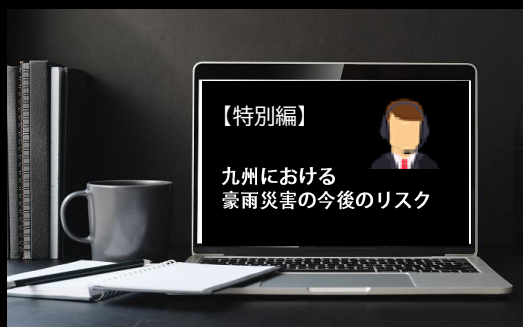 【特別編】
九州における
豪雨災害の今後のリスク